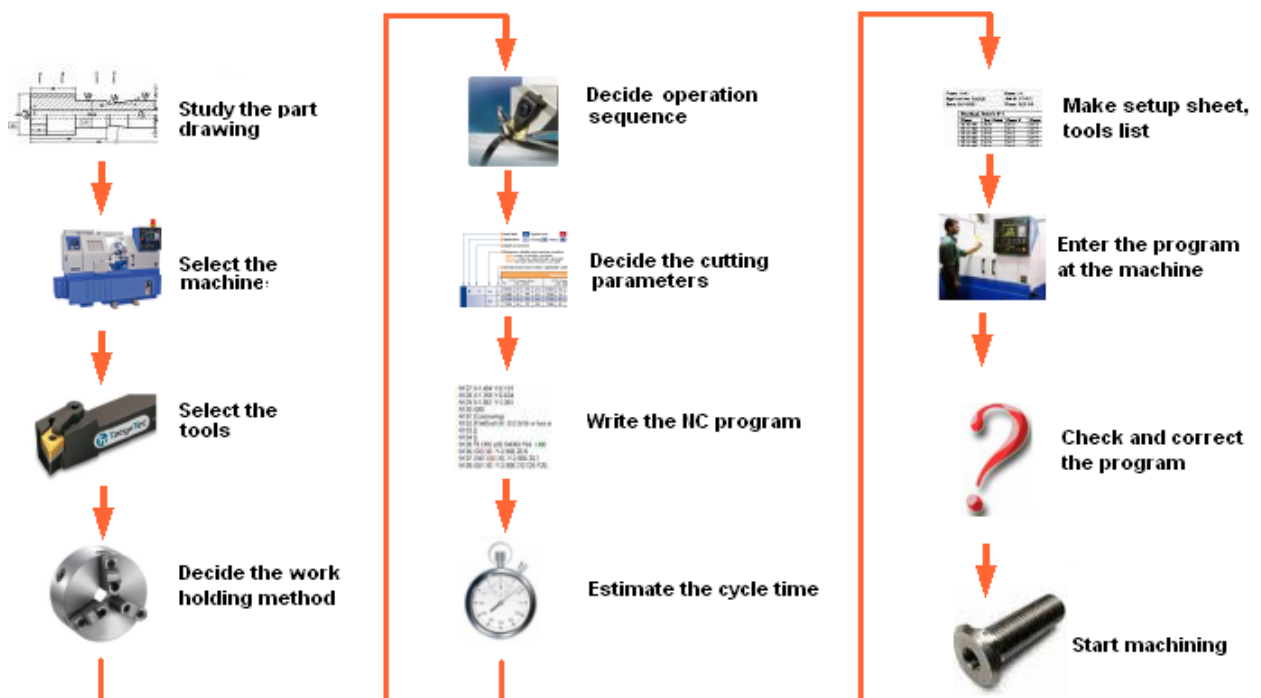 Study the part
drawing
Select the
machine:
Select the
tools
TaeguTec
Decide the work
holding method
Decide operation
sequence
Decide the cutting
parameters
Write the NC program
Estimate the cycle time
Make setup sheet,
tools list
Enter the program
at the machine
Check and correct
the program
Start machining